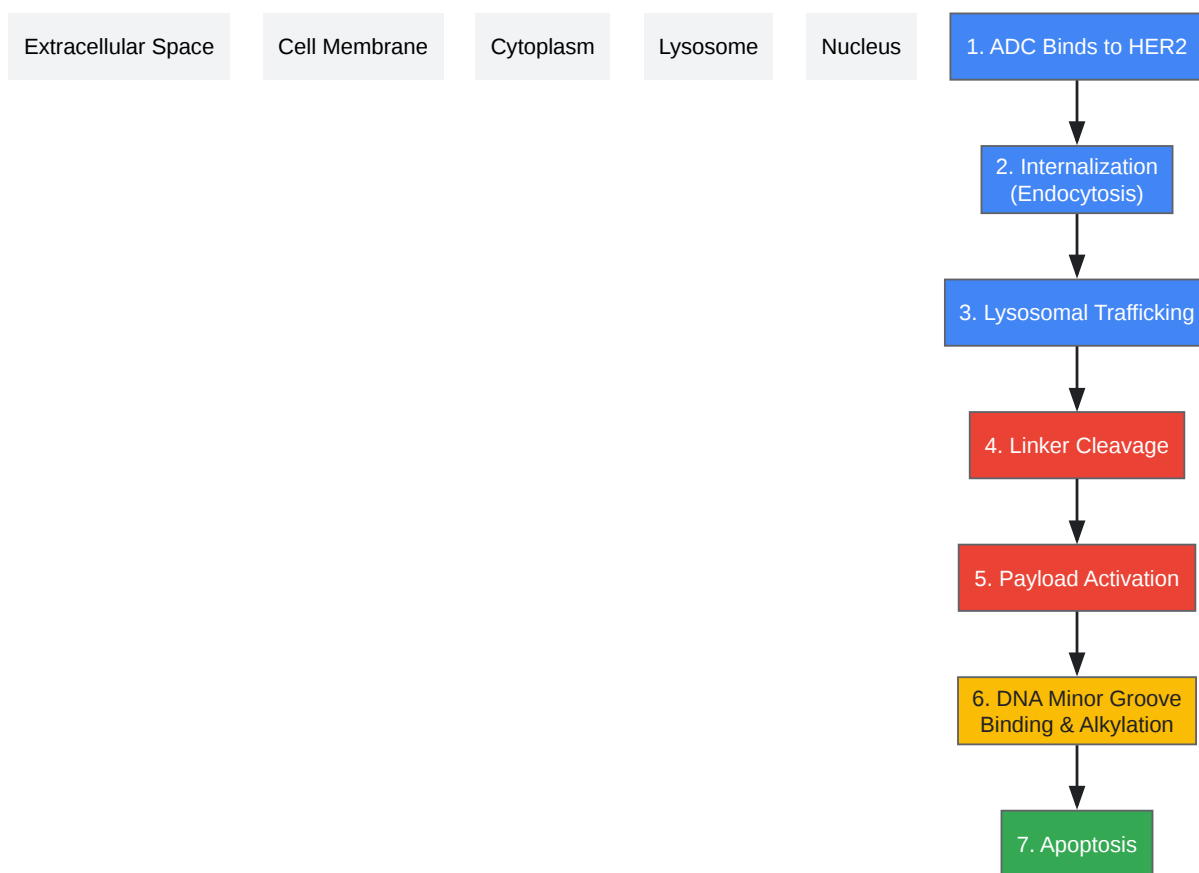 Extracellular Space
Cell Membrane
Cytoplasm
Lysosome
Nucleus
1. ADC Binds to HER2
2. Internalization
(Endocytosis)
3. Lysosomal Trafficking
4. Linker Cleavage
5. Payload Activation
6. DNA Minor Groove
Binding & Alkylation
7. Apoptosis